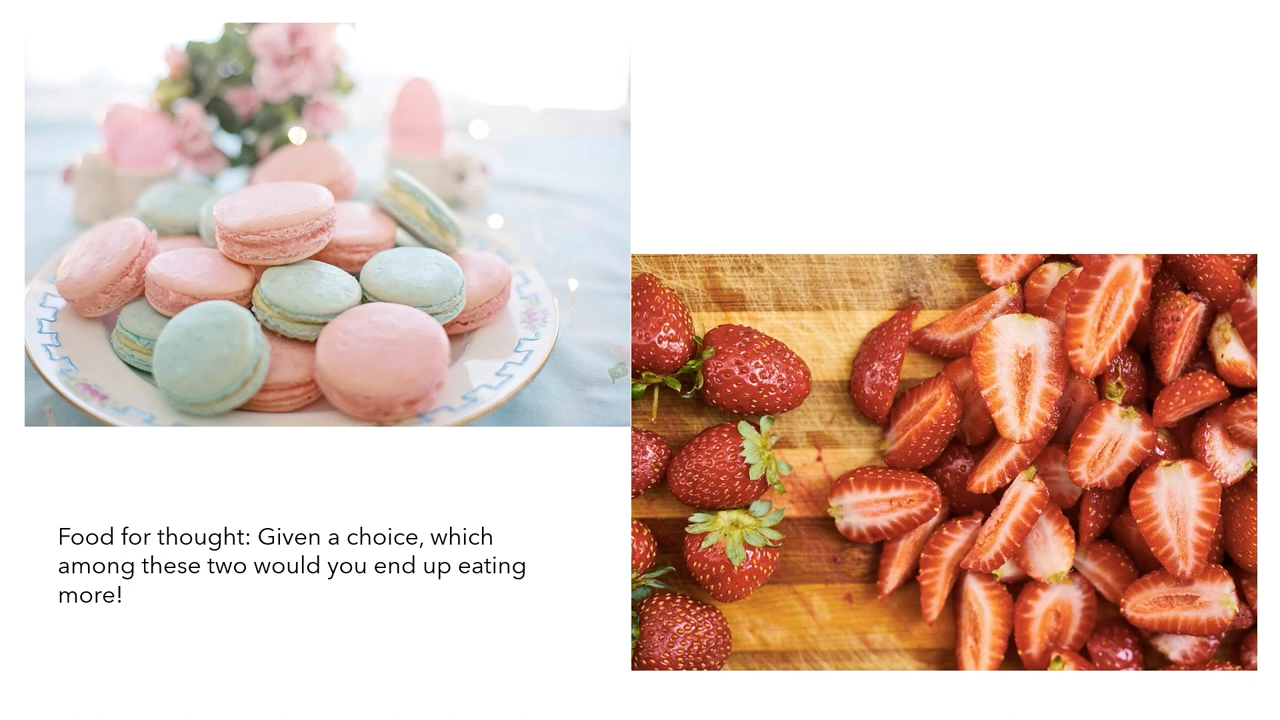 Food for thought: Given a choice, which
among these two would you end up eating
more!